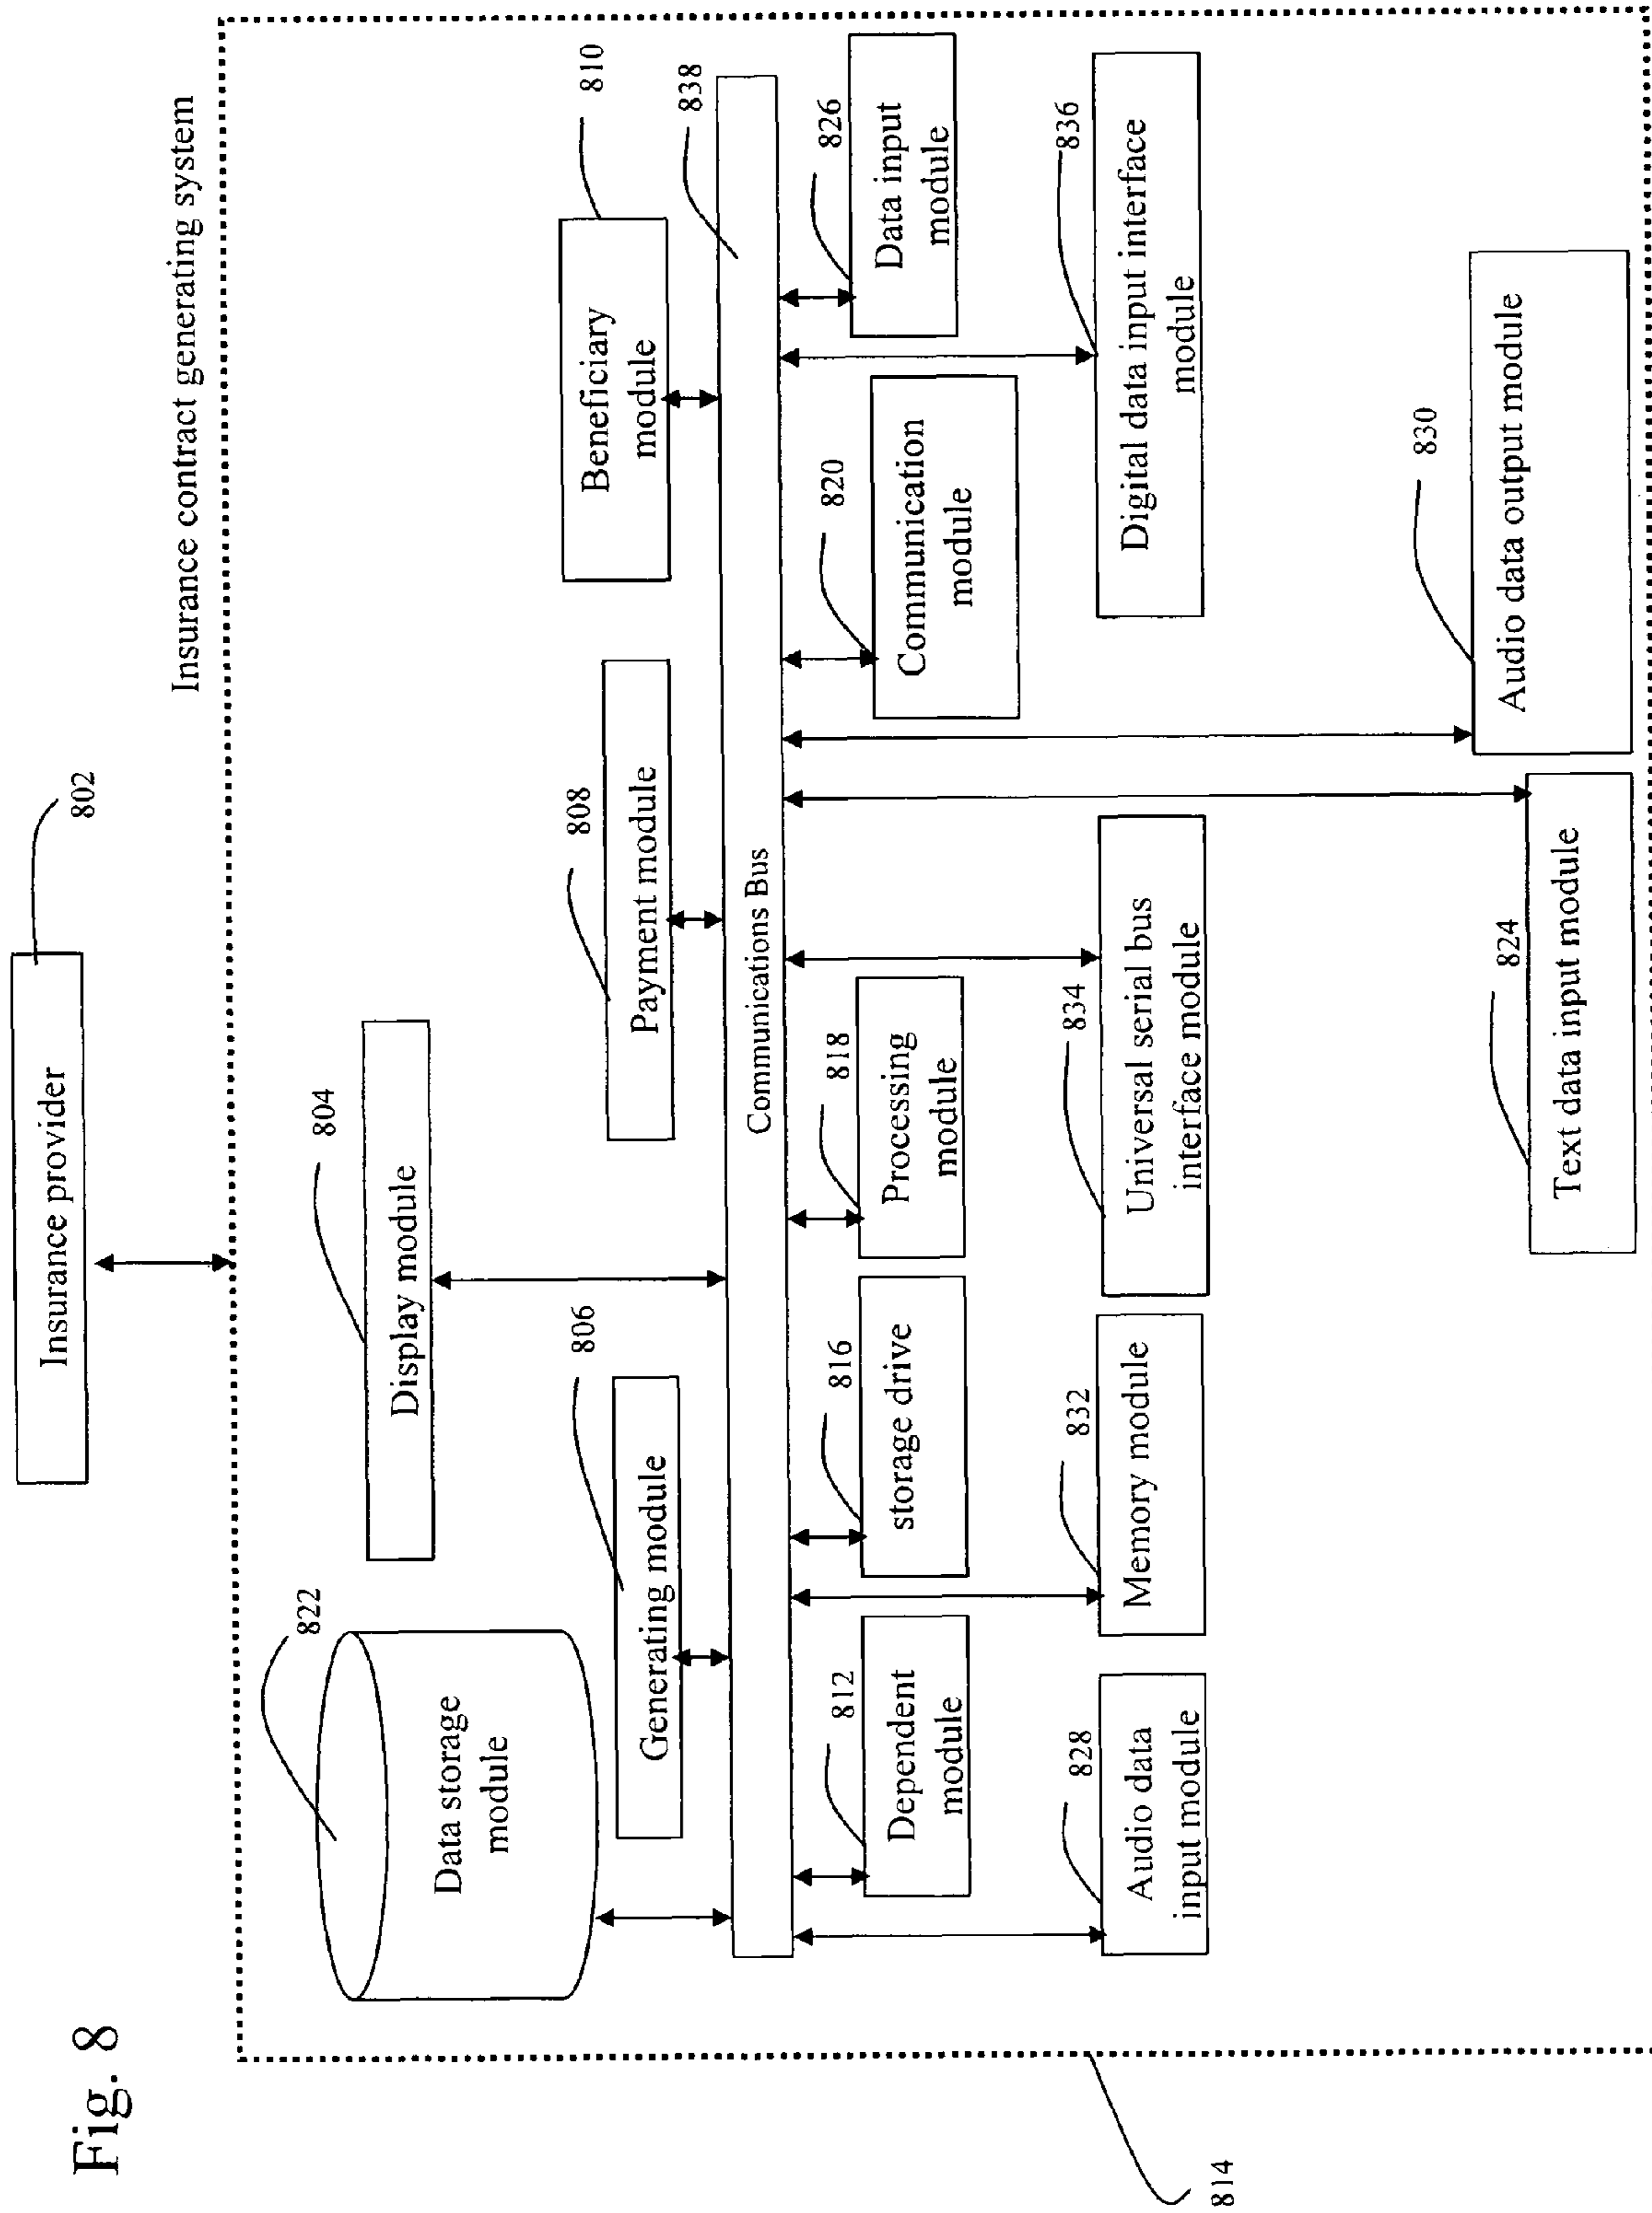 Fig. 8
Insurance provider
802
Insurance contract generating system
822
Data storage
module
804
Display module
806
Generating module
808
Payment module
810
Beneficiary
module
838
Communications Bus
812
Dependent
module
816
storage drive
818
Processing
module
820
Communication
module
826
Data input
module
828
Audio data
input module
832
Memory module
834
Universal serial bus
interface module
836
Digital data input interface
module
824
Text data input module
830
Audio data output module
814